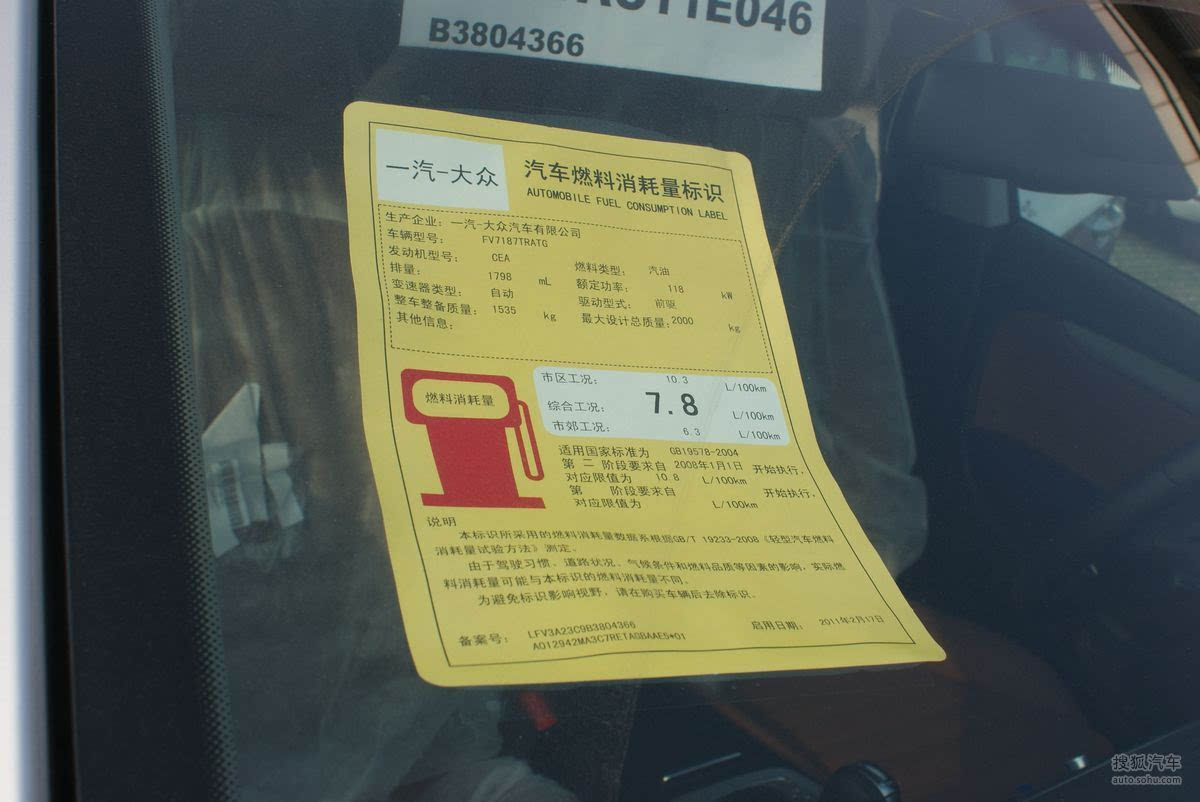 AU11E046
B3804366
一汽-大众
汽车燃料消耗量标识
AUTOMOBILE FUEL CONSUMPTION LABEL
生产企业: 一汽-大众汽车有限公司
车辆型号: FV7187TRATG
发动机型号: CEA 燃料类型: 汽油
排量: 1798 mL 额定功率: 118 kW
变速器类型: 自动 驱动型式: 前驱
整车整备质量: 1535 kg 最大设计总质量: 2000 kg
其他信息:
燃料消耗量
市区工况: 10.3 L/100km
综合工况: 7.8 L/100km
市郊工况: 6.3 L/100km
适用国家标准为 GB19578-2004
第 二 阶段要求自 2008年1月1日 开始执行,
对应限值为 10.8 L/100km
第 阶段要求自 开始执行,
对应限值为 L/100km
说明
本标识所采用的燃料消耗量数据系根据GB/T 19233-2008《轻型汽车燃料
消耗量试验方法》测定。
由于驾驶习惯、道路状况、气候条件和燃料品质等因素的影响,实际燃
料消耗量可能与本标识的燃料消耗量不同。
为避免标识影响视野,请在购买车辆后去除标识。
备案号: LFV3A23C9B3804366 启用日期: 2011年2月17日
A012942MA3C7RETAGBAAE5*01
搜狐汽车
auto.sohu.com